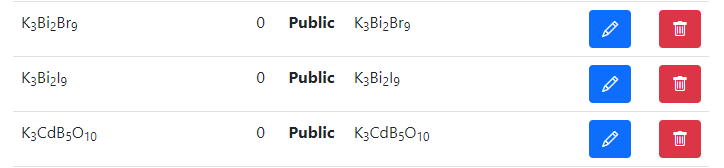 K₃Bi₂Br₉ 0 Public K₃Bi₂Br₉
K₃Bi₂I₉ 0 Public K₃Bi₂I₉
K₃CdB₅O₁₀ 0 Public K₃CdB₅O₁₀